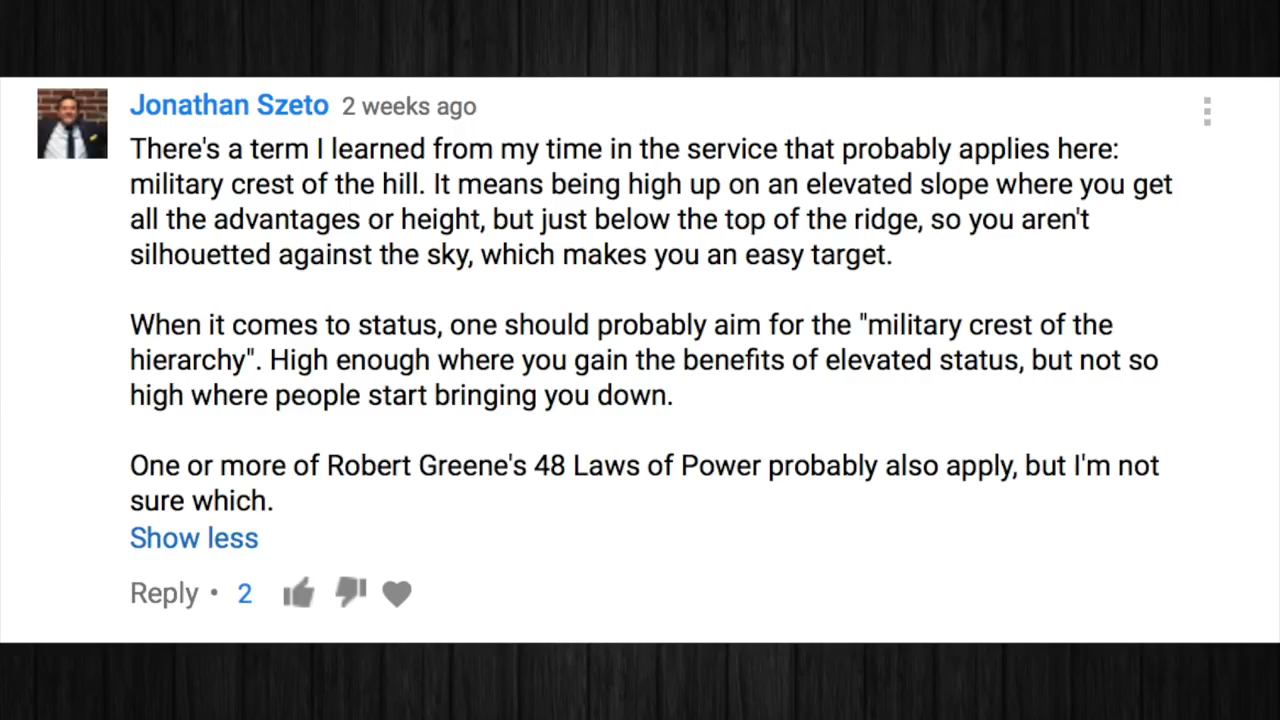 Jonathan Szeto 2 weeks ago
There's a term I learned from my time in the service that probably applies here:
military crest of the hill. It means being high up on an elevated slope where you get
all the advantages or height, but just below the top of the ridge, so you aren't
silhouetted against the sky, which makes you an easy target.
When it comes to status, one should probably aim for the "military crest of the
hierarchy". High enough where you gain the benefits of elevated status, but not so
high where people start bringing you down.
One or more of Robert Greene's 48 Laws of Power probably also apply, but I'm not
sure which.
Show less
Reply • 2